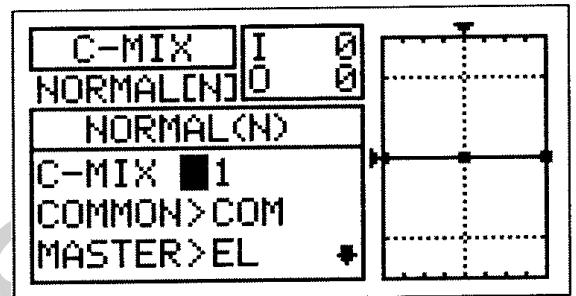 C-MIX I 0
NORMAL[N] O 0
NORMAL(N)
C-MIX 1
COMMON>COM
MASTER>EL